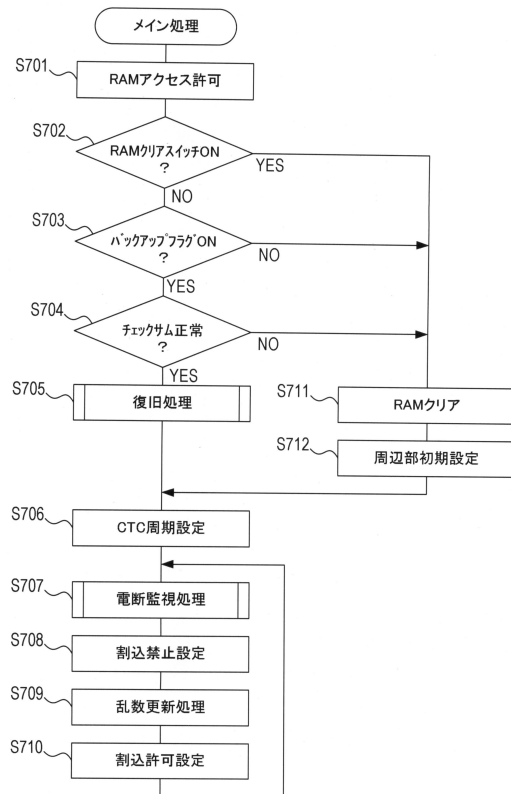 メイン処理
S701
RAMアクセス許可
S702
RAMクリアスイッチON
?
YES
NO
S703
バックアップフラグON
?
NO
YES
S704
チェックサム正常
?
NO
YES
S705
復旧処理
S711
RAMクリア
S712
周辺部初期設定
S706
CTC周期設定
S707
電断監視処理
S708
割込禁止設定
S709
乱数更新処理
S710
割込許可設定